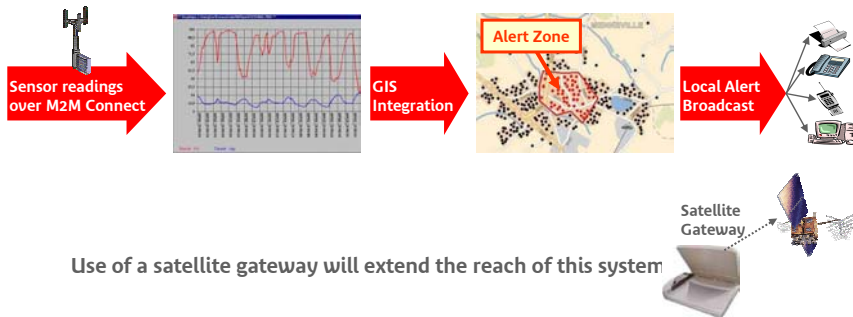 Sensor readings
over M2M Connect
GIS
Integration
Alert Zone
Local Alert
Broadcast
Satellite
Gateway
Use of a satellite gateway will extend the reach of this system